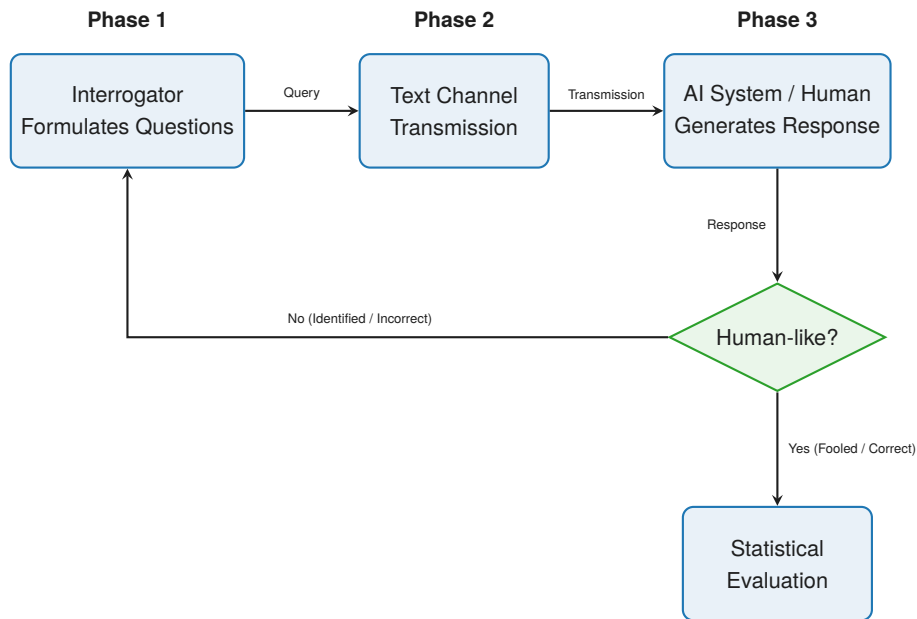 Phase 1
Phase 2
Phase 3
Interrogator
Formulates Questions
Query
Text Channel
Transmission
Transmission
AI System / Human
Generates Response
Response
Human-like?
No (Identified / Incorrect)
Yes (Fooled / Correct)
Statistical
Evaluation